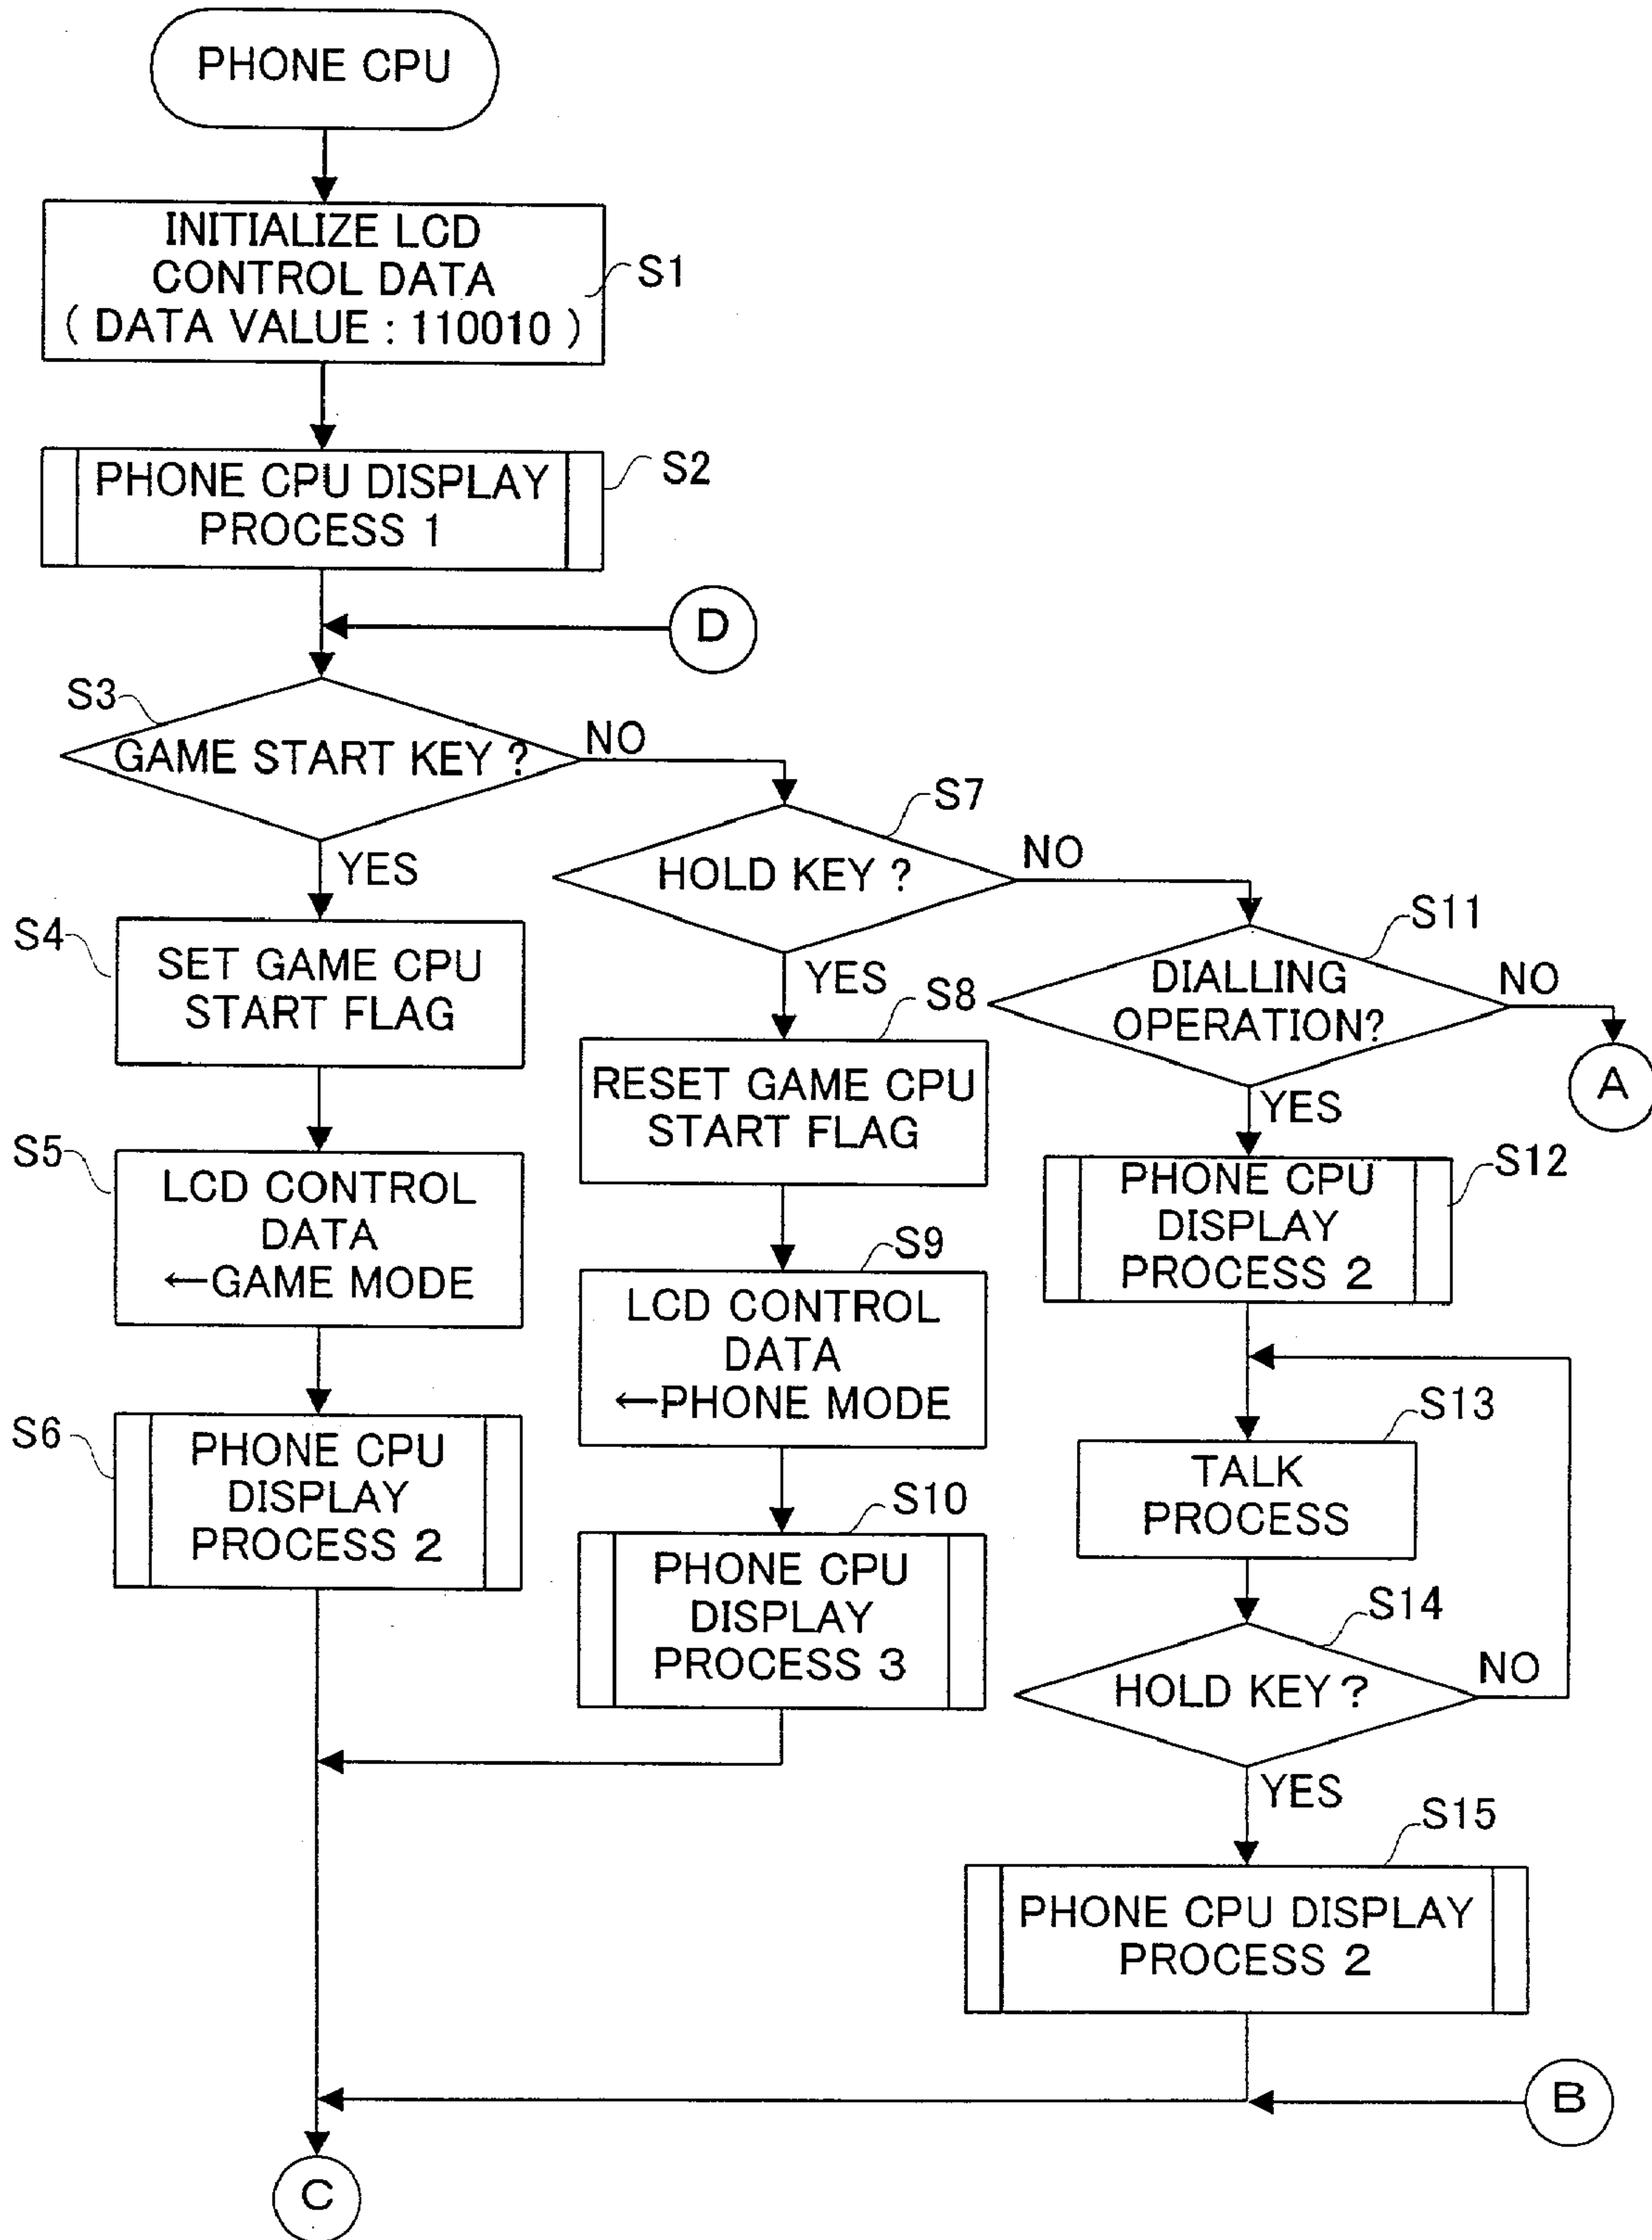 PHONE CPU
INITIALIZE LCD
CONTROL DATA
( DATA VALUE : 110010 )
S1
PHONE CPU DISPLAY
PROCESS 1
S2
D
S3
GAME START KEY ?
NO
YES
S4
SET GAME CPU
START FLAG
S5
LCD CONTROL
DATA
←GAME MODE
S6
PHONE CPU
DISPLAY
PROCESS 2
S7
HOLD KEY ?
NO
YES
S8
RESET GAME CPU
START FLAG
S9
LCD CONTROL
DATA
←PHONE MODE
S10
PHONE CPU
DISPLAY
PROCESS 3
S11
DIALLING
OPERATION?
NO
A
YES
S12
PHONE CPU
DISPLAY
PROCESS 2
S13
TALK
PROCESS
S14
HOLD KEY ?
NO
YES
S15
PHONE CPU DISPLAY
PROCESS 2
B
C